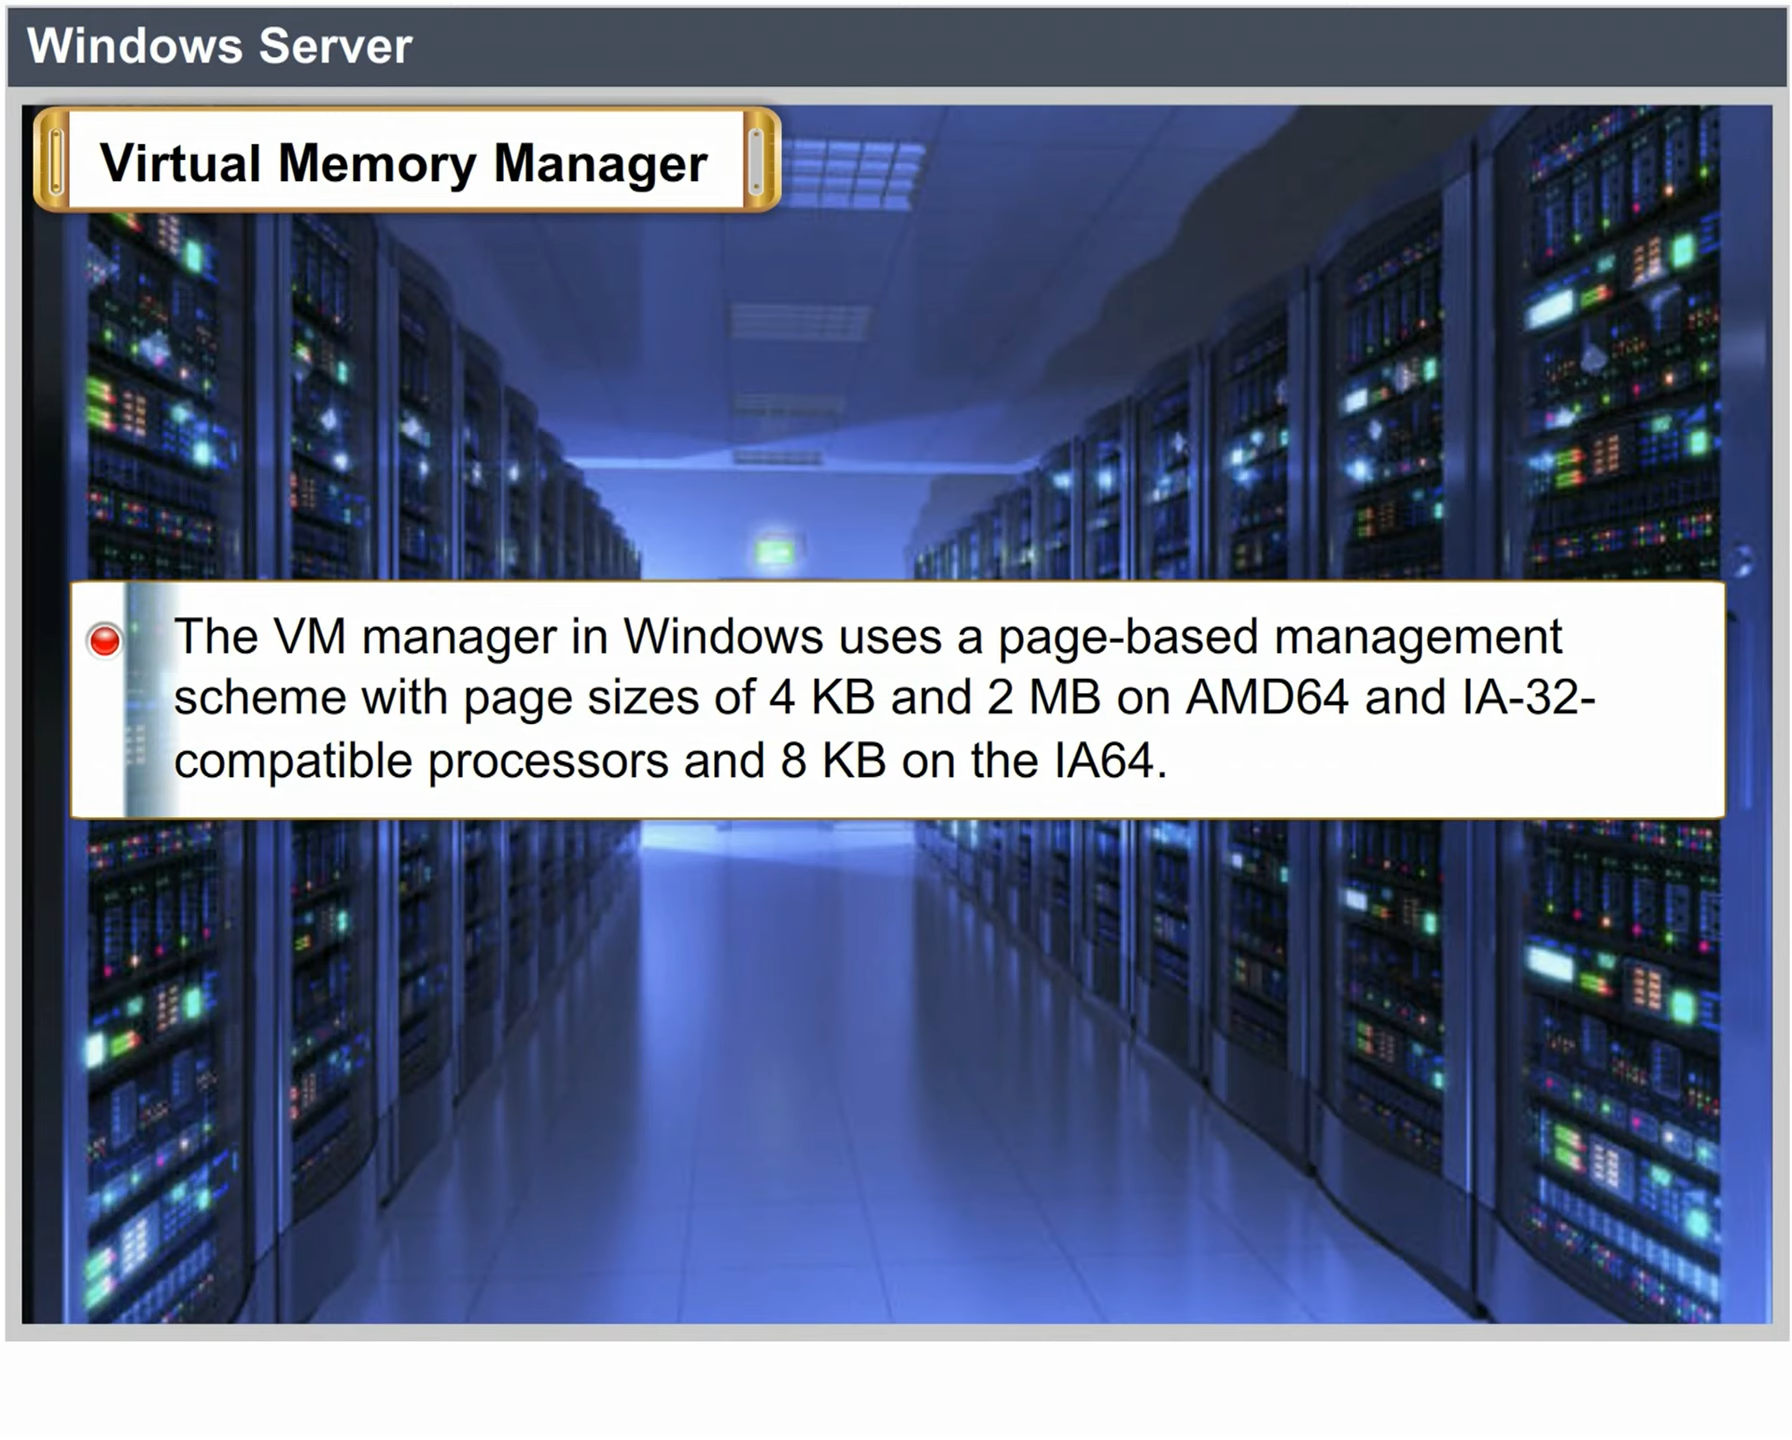 Windows Server
Virtual Memory Manager
The VM manager in Windows uses a page-based management
scheme with page sizes of 4 KB and 2 MB on AMD64 and IA-32-
compatible processors and 8 KB on the IA64.